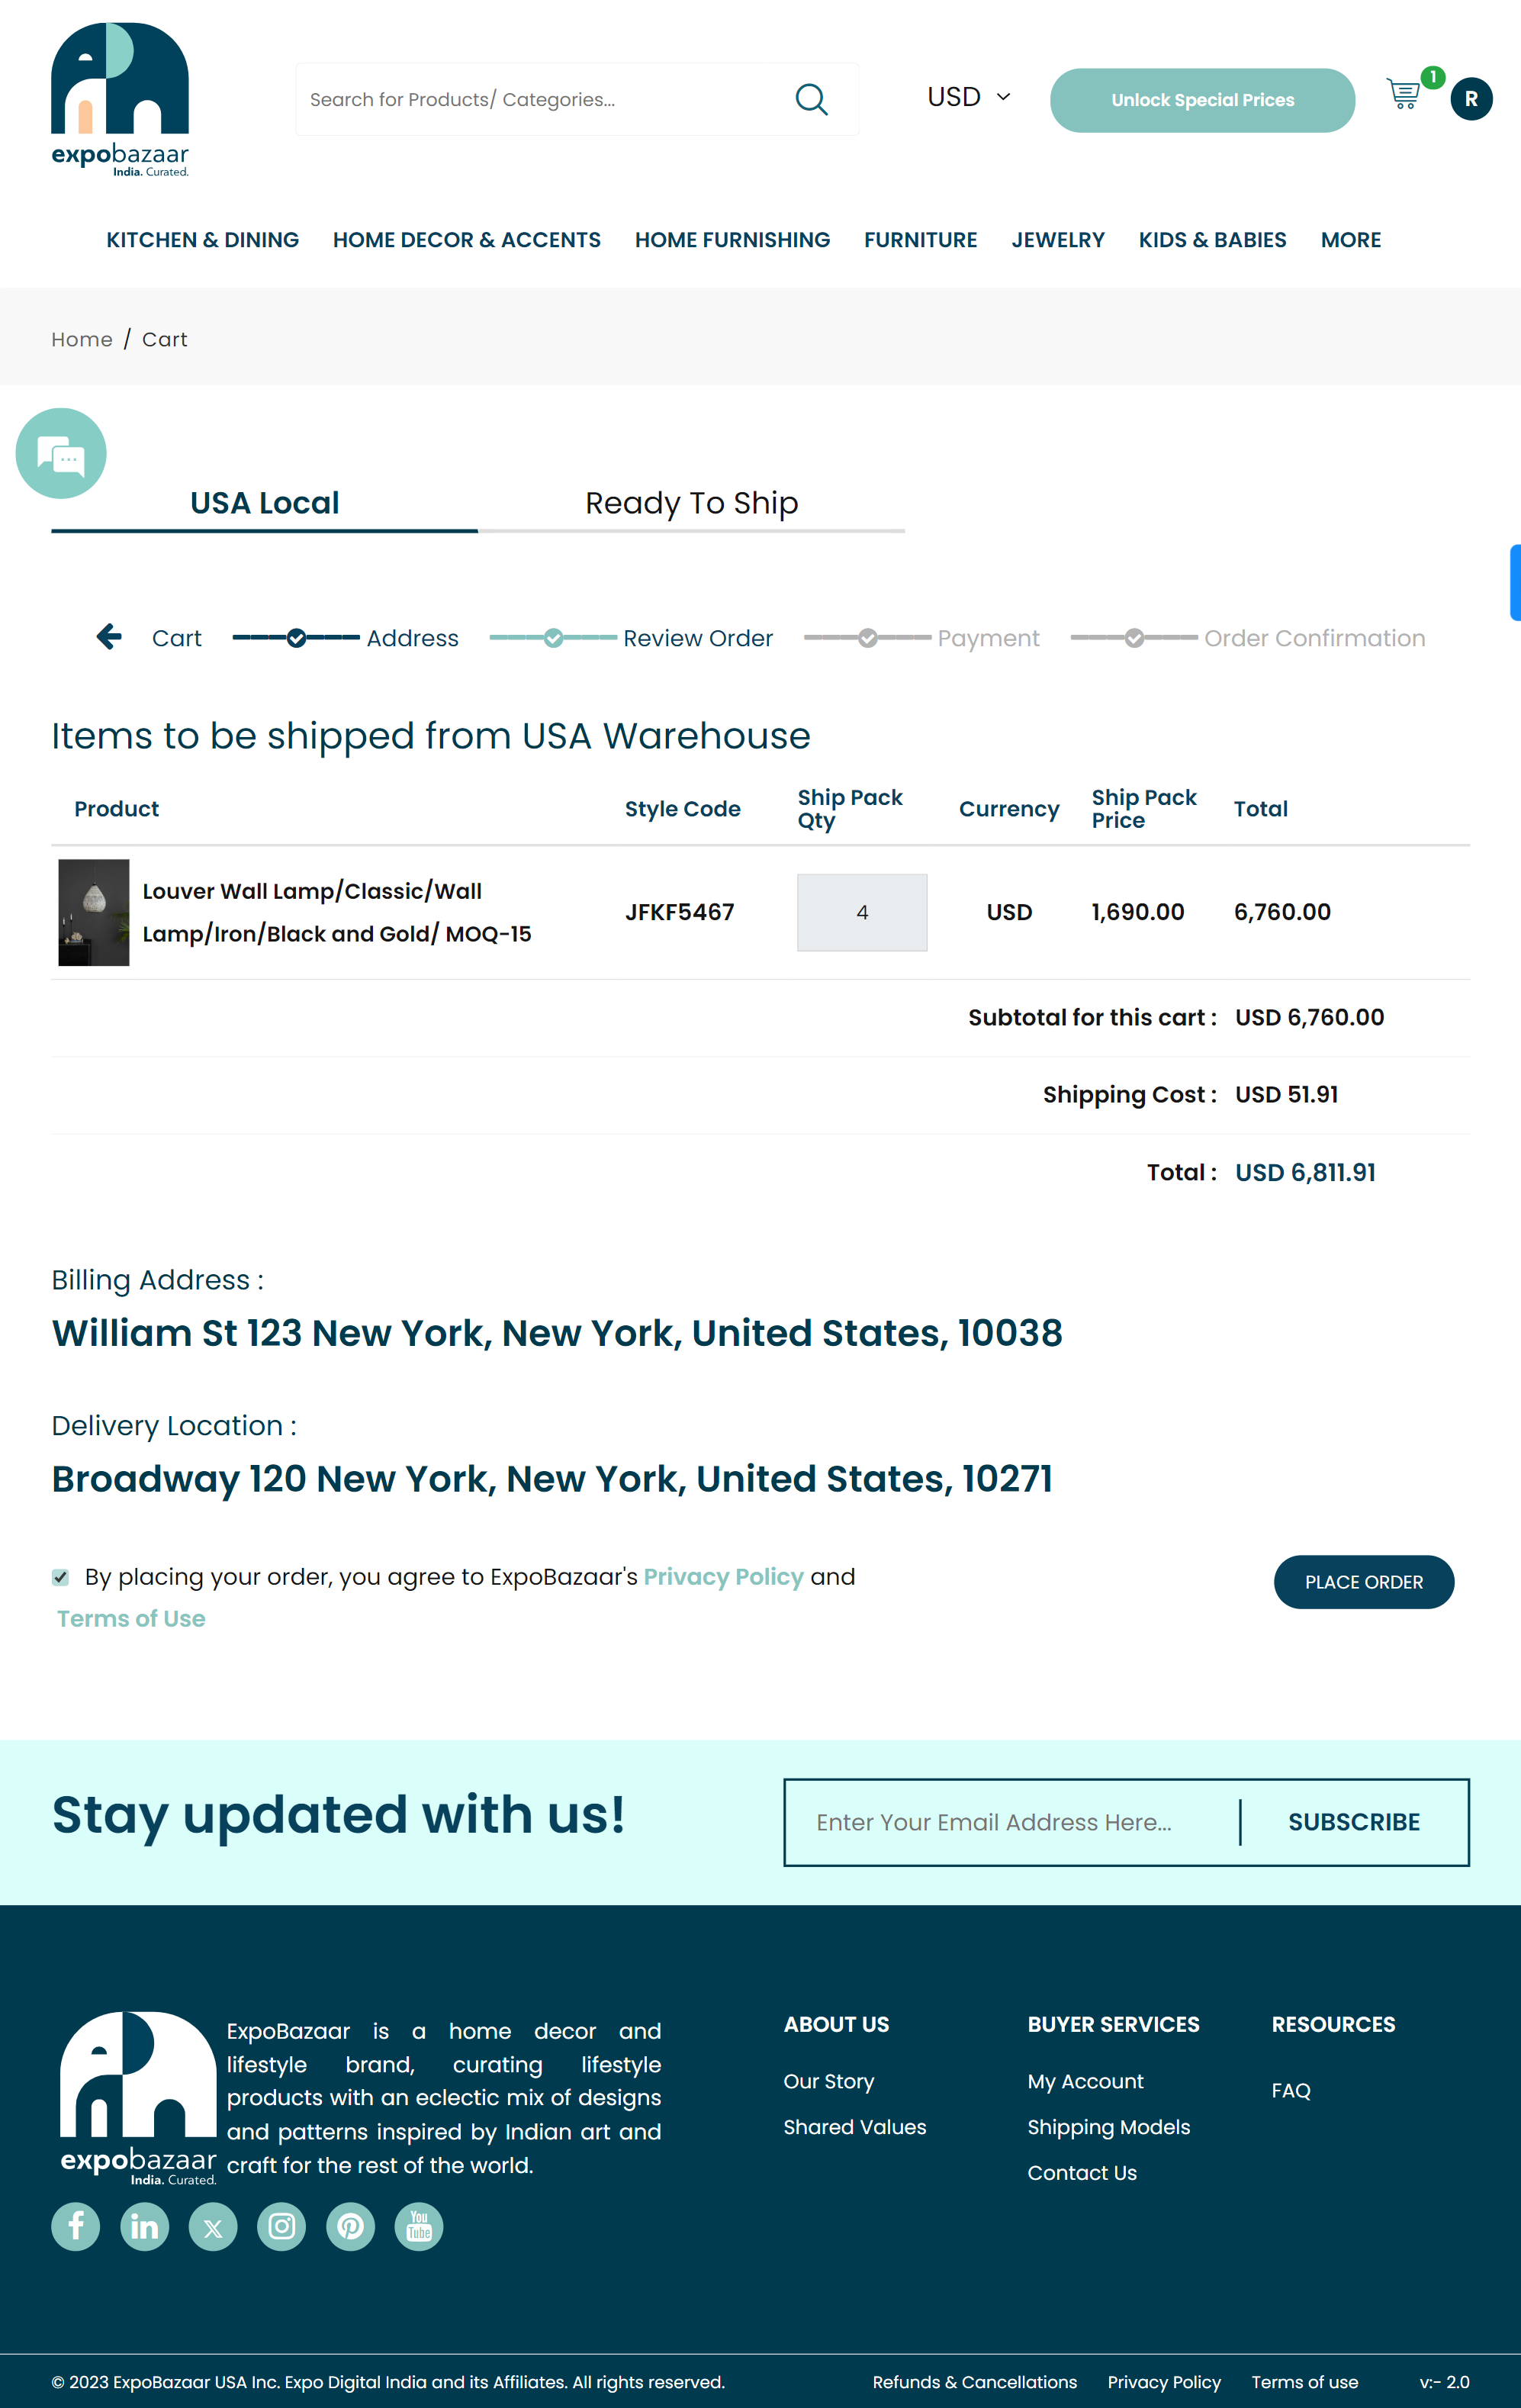 expobazaar
India. Curated.
Search for Products/ Categories...
USD
Unlock Special Prices
1
R
KITCHEN & DINING
HOME DECOR & ACCENTS
HOME FURNISHING
FURNITURE
JEWELRY
KIDS & BABIES
MORE
Home / Cart
USA Local
Ready To Ship
Cart
Address
Review Order
Payment
Order Confirmation
Items to be shipped from USA Warehouse
Product
Style Code
Ship Pack
Qty
Currency
Ship Pack
Price
Total
Louver Wall Lamp/Classic/Wall
Lamp/Iron/Black and Gold/ MOQ-15
JFKF5467
4
USD
1,690.00
6,760.00
Subtotal for this cart : USD 6,760.00
Shipping Cost : USD 51.91
Total : USD 6,811.91
Billing Address :
William St 123 New York, New York, United States, 10038
Delivery Location :
Broadway 120 New York, New York, United States, 10271
By placing your order, you agree to ExpoBazaar's Privacy Policy and
Terms of Use
PLACE ORDER
Stay updated with us!
Enter Your Email Address Here...
SUBSCRIBE
expobazaar
India. Curated.
ExpoBazaar is a home decor and
lifestyle brand, curating lifestyle
products with an eclectic mix of designs
and patterns inspired by Indian art and
craft for the rest of the world.
f
in
X
You
Tube
ABOUT US
Our Story
Shared Values
BUYER SERVICES
My Account
Shipping Models
Contact Us
RESOURCES
FAQ
© 2023 ExpoBazaar USA Inc. Expo Digital India and its Affiliates. All rights reserved.
Refunds & Cancellations
Privacy Policy
Terms of use
v:- 2.0